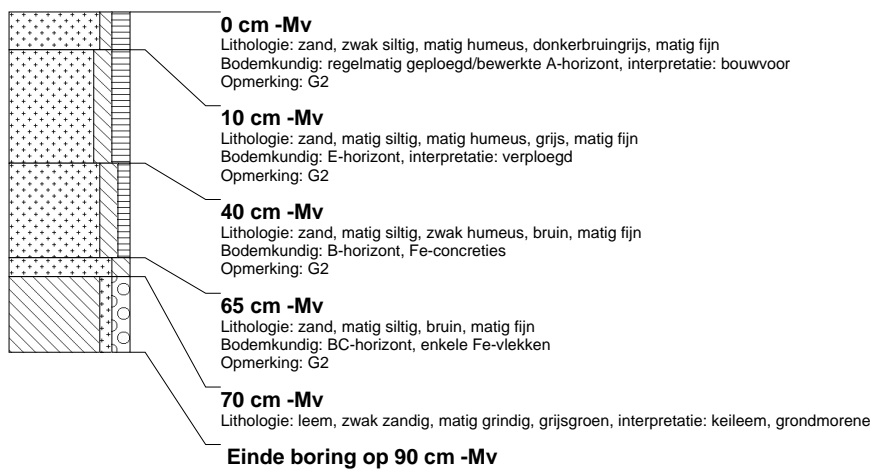 0 cm -Mv
Lithologie: zand, zwak siltig, matig humeus, donkerbruingrijs, matig fijn
Bodemkundig: regelmatig geploegd/bewerkte A-horizont, interpretatie: bouwvoor
Opmerking: G2
10 cm -Mv
Lithologie: zand, matig siltig, matig humeus, grijs, matig fijn
Bodemkundig: E-horizont, interpretatie: verploegd
Opmerking: G2
40 cm -Mv
Lithologie: zand, matig siltig, zwak humeus, bruin, matig fijn
Bodemkundig: B-horizont, Fe-concreties
Opmerking: G2
65 cm -Mv
Lithologie: zand, matig siltig, bruin, matig fijn
Bodemkundig: BC-horizont, enkele Fe-vlekken
Opmerking: G2
70 cm -Mv
Lithologie: leem, zwak zandig, matig grindig, grijsgroen, interpretatie: keileem, grondmorene
Einde boring op 90 cm -Mv